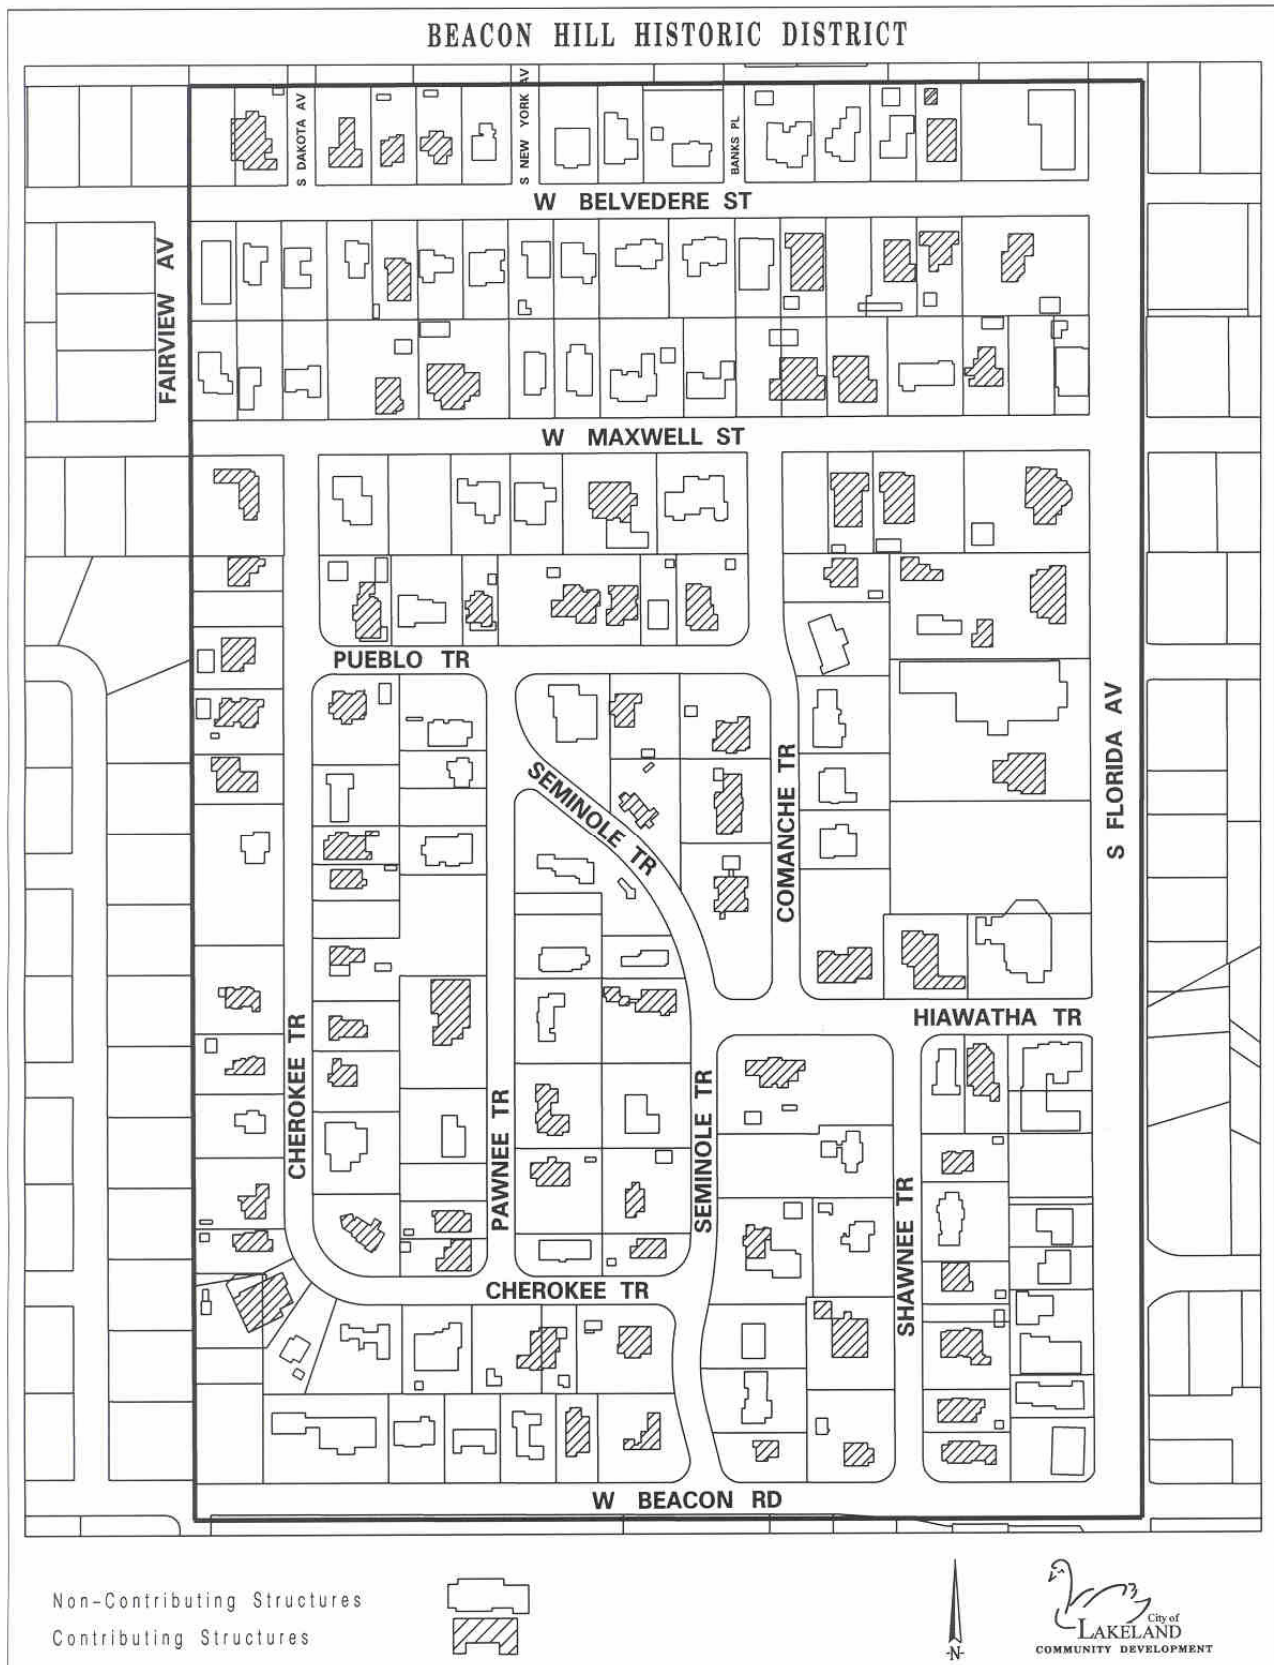 BEACON HILL HISTORIC DISTRICT
S DAKOTA AV
S NEW YORK AV
BANKS PL
W BELVEDERE ST
FAIRVIEW AV
W MAXWELL ST
PUEBLO TR
SEMINOLE TR
COMANCHE TR
S FLORIDA AV
HIAWATHA TR
CHEROKEE TR
PAWNEE TR
SEMINOLE TR
SHAWNEE TR
CHEROKEE TR
W BEACON RD
Non-Contributing Structures
Contributing Structures
-N-
City of
LAKELAND
COMMUNITY DEVELOPMENT